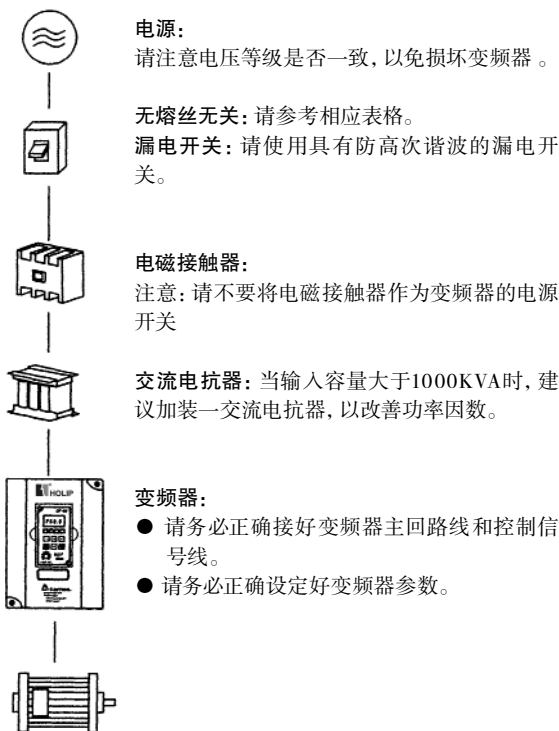 电源:
请注意电压等级是否一致,以免损坏变频器 。
无熔丝无关:请参考相应表格。
漏电开关:请使用具有防高次谐波的漏电开
关。
电磁接触器:
注意:请不要将电磁接触器作为变频器的电源
开关
交流电抗器:当输入容量大于1000KVA时,建
议加装一交流电抗器,以改善功率因数。
HOLIP
变频器:
● 请务必正确接好变频器主回路线和控制信
号线。
● 请务必正确设定好变频器参数。